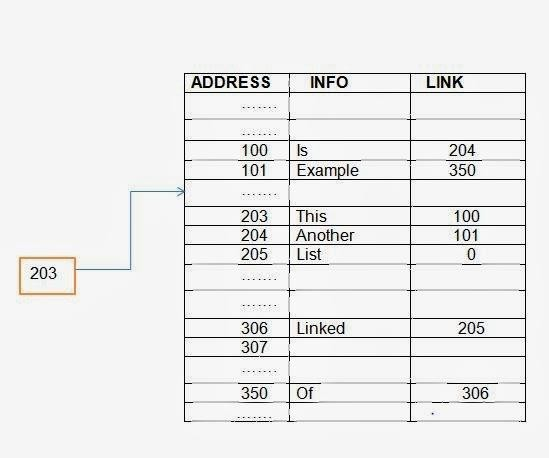 ADDRESS INFO LINK
.......
.......
100 Is 204
101 Example 350
.......
203 This 100
204 Another 101
205 List 0
203
.......
.......
306 Linked 205
307
.......
350 Of 306
.......